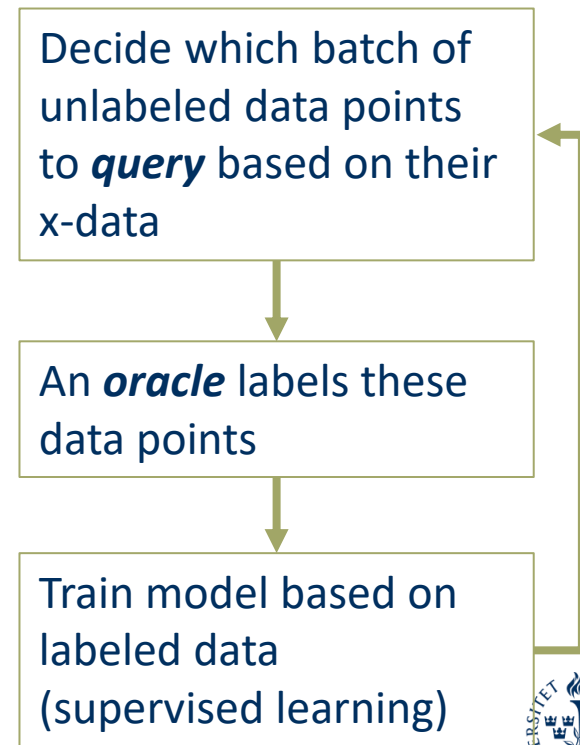 Decide which batch of
unlabeled data points
to query based on their
x-data
An oracle labels these
data points
Train model based on
labeled data
(supervised learning)
ERSITET